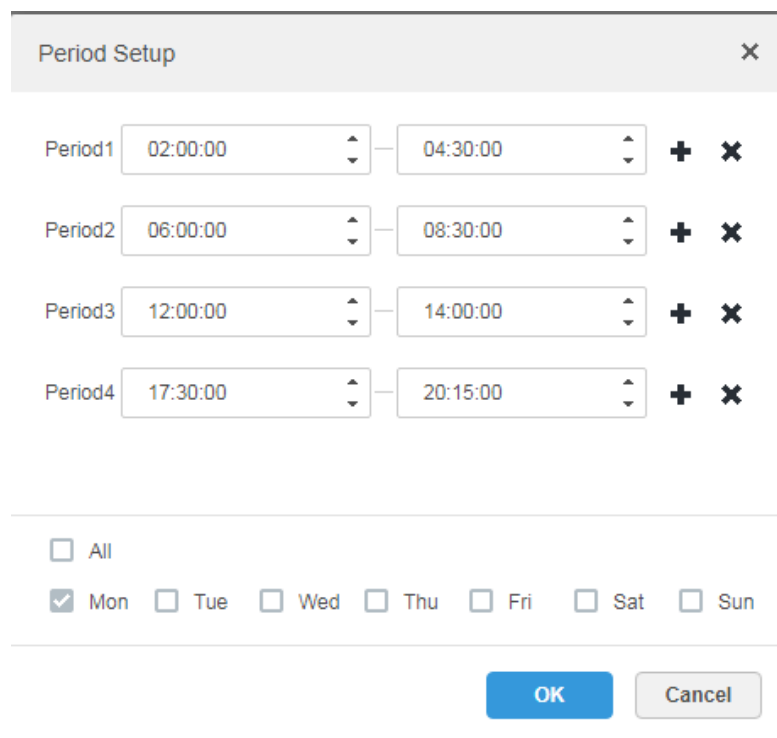 Period Setup
Period1 02:00:00 04:30:00
Period2 06:00:00 08:30:00
Period3 12:00:00 14:00:00
Period4 17:30:00 20:15:00
All
Mon Tue Wed Thu Fri Sat Sun
OK Cancel